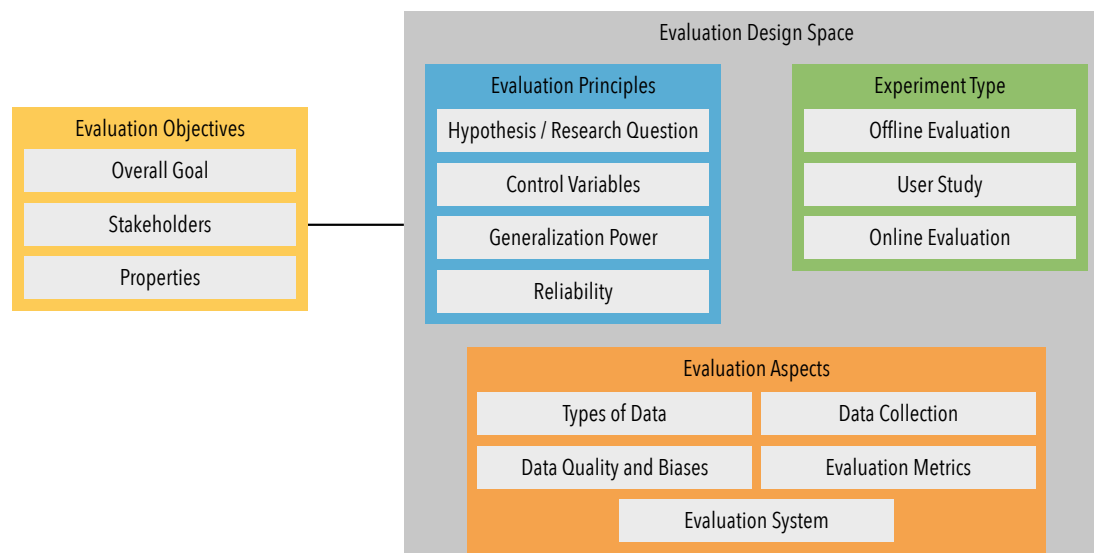 Evaluation Objectives
Overall Goal
Stakeholders
Properties
Evaluation Design Space
Evaluation Principles
Hypothesis / Research Question
Control Variables
Generalization Power
Reliability
Experiment Type
Offline Evaluation
User Study
Online Evaluation
Evaluation Aspects
Types of Data
Data Collection
Data Quality and Biases
Evaluation Metrics
Evaluation System